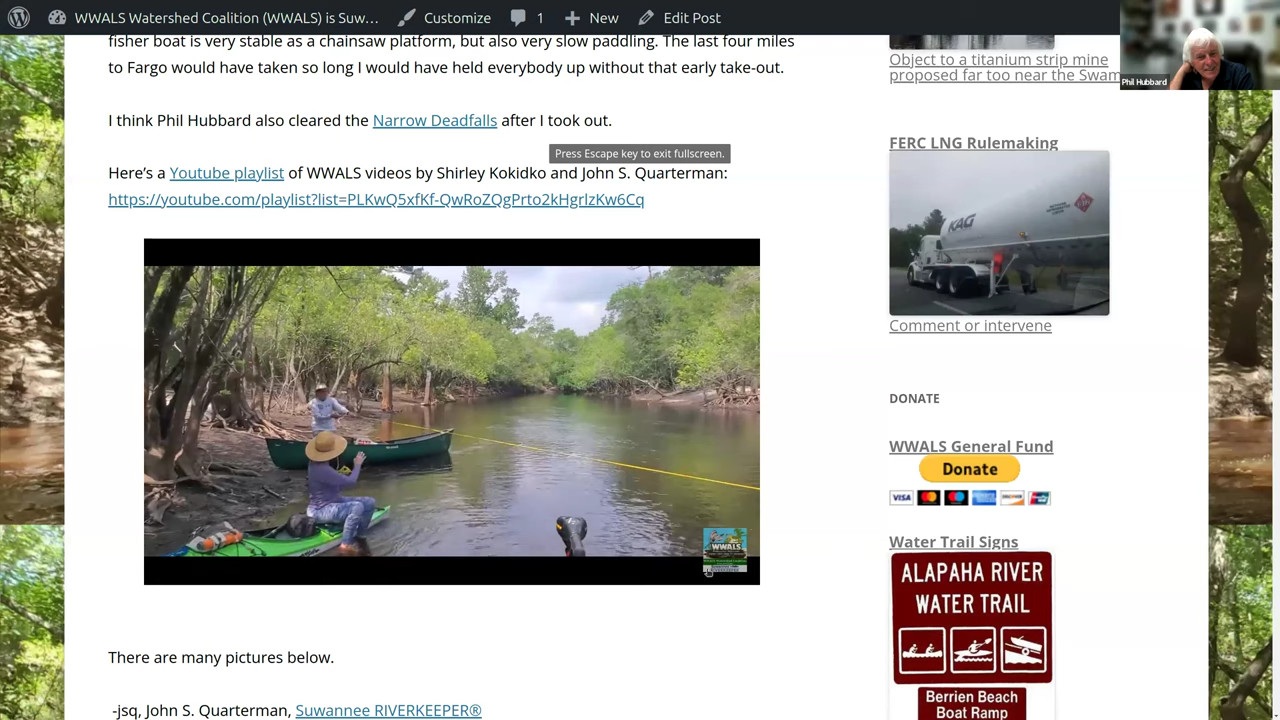 WWALS Watershed Coalition (WWALS) is Suw…
Customize
1
New
Edit Post
fisher boat is very stable as a chainsaw platform, but also very slow paddling. The last four miles
to Fargo would have taken so long I would have held everybody up without that early take-out.
I think Phil Hubbard also cleared the Narrow Deadfalls after I took out.
Press Escape key to exit fullscreen.
Here's a Youtube playlist of WWALS videos by Shirley Kokidko and John S. Quarterman:
https://youtube.com/playlist?list=PLKwQ5xfKf-QwRoZQgPrto2kHgrlzKw6Cq
WWALS
There are many pictures below.
-jsq, John S. Quarterman, Suwannee RIVERKEEPER®
Object to a titanium strip mine
proposed far too near the Swam
Phil Hubbard
FERC LNG Rulemaking
KAG
Comment or intervene
DONATE
WWALS General Fund
Donate
VISA
Water Trail Signs
ALAPAHA RIVER
WATER TRAIL
Berrien Beach
Boat Ramp